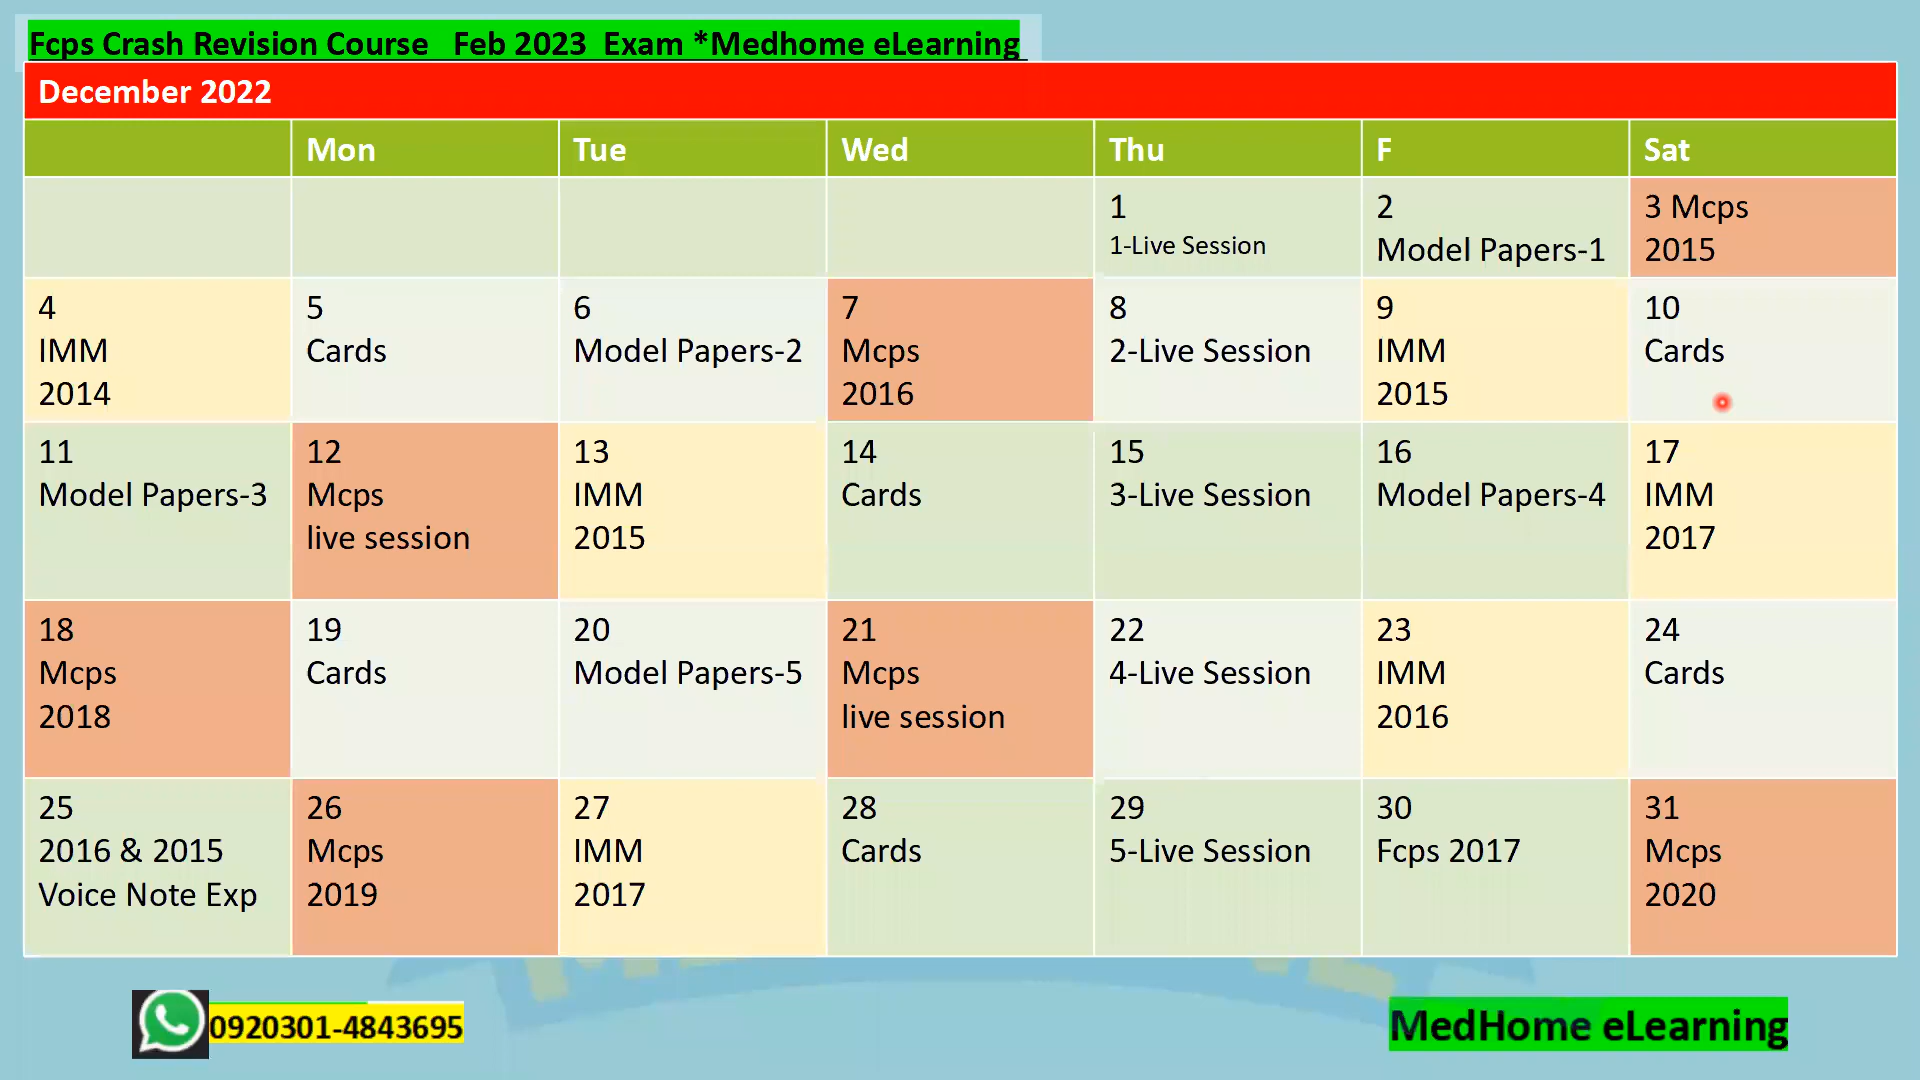 Fcps Crash Revision Course Feb 2023 Exam *Medhome eLearning
December 2022
Mon Tue Wed Thu F Sat
1
1-Live Session
2
Model Papers-1
3 Mcps
2015
4
IMM
2014
5
Cards
6
Model Papers-2
7
Mcps
2016
8
2-Live Session
9
IMM
2015
10
Cards
11
Model Papers-3
12
Mcps
live session
13
IMM
2015
14
Cards
15
3-Live Session
16
Model Papers-4
17
IMM
2017
18
Mcps
2018
19
Cards
20
Model Papers-5
21
Mcps
live session
22
4-Live Session
23
IMM
2016
24
Cards
25
2016 & 2015
Voice Note Exp
26
Mcps
2019
27
IMM
2017
28
Cards
29
5-Live Session
30
Fcps 2017
31
Mcps
2020
0920301-4843695
MedHome eLearning